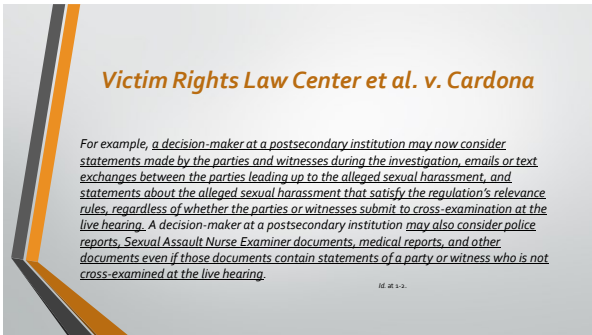 Victim Rights Law Center et al. v. Cardona
For example, a decision-maker at a postsecondary institution may now consider
statements made by the parties and witnesses during the investigation, emails or text
exchanges between the parties leading up to the alleged sexual harassment, and
statements about the alleged sexual harassment that satisfy the regulation's relevance
rules, regardless of whether the parties or witnesses submit to cross-examination at the
live hearing. A decision-maker at a postsecondary institution may also consider police
reports, Sexual Assault Nurse Examiner documents, medical reports, and other
documents even if those documents contain statements of a party or witness who is not
cross-examined at the live hearing.
Id. at 1-2.